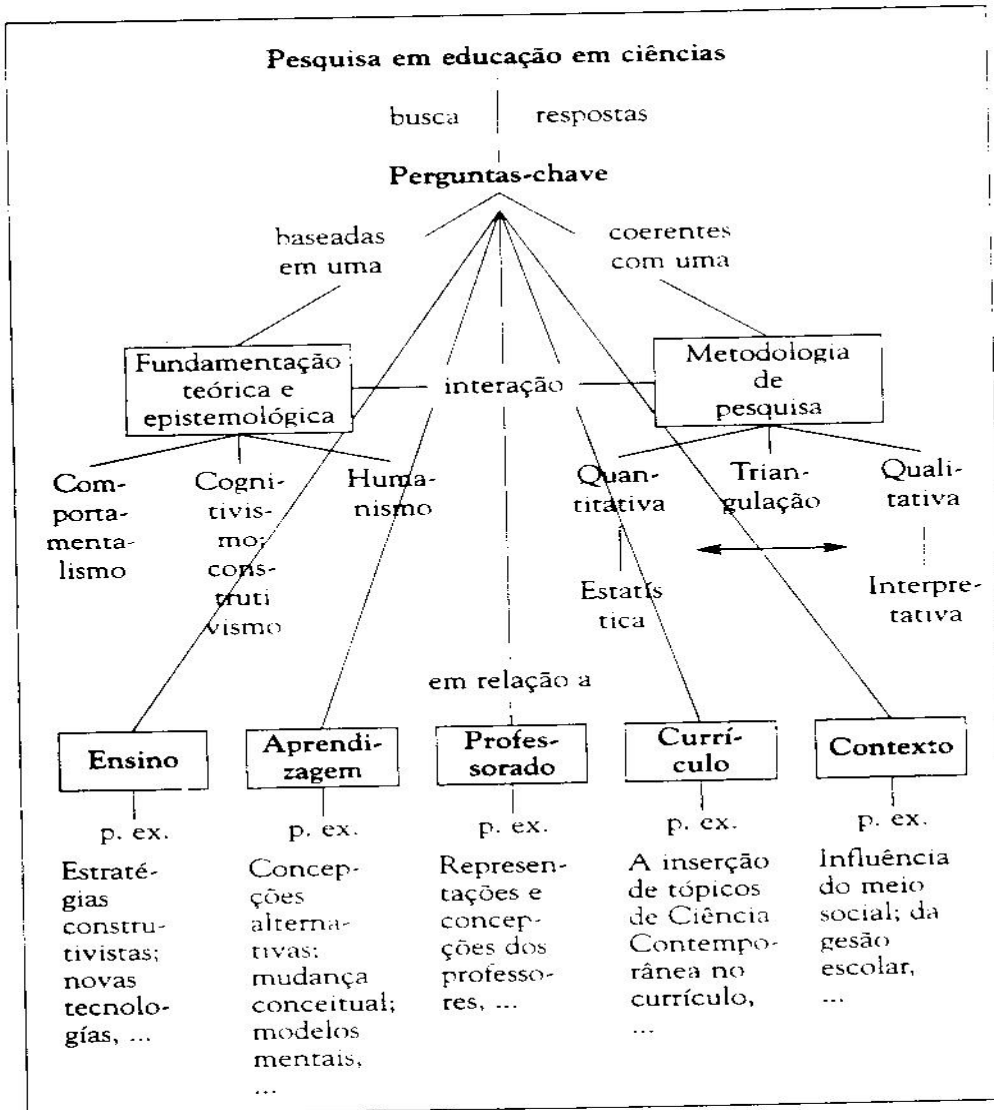 Pesquisa em educação em ciências
busca respostas
Perguntas-chave
baseadas
em uma
coerentes
com uma
Fundamentação
teórica e
epistemológica
interação
Metodologia
de
pesquisa
Com-
porta-
menta-
lismo
Cogni-
tivis-
mo;
cons-
truti
vismo
Huma-
nismo
Quan-
titativa
Estatís
tica
Trian-
gulação
Quali-
tativa
Interpre-
tativa
em relação a
Ensino
p. ex.
Estraté-
gias
constru-
tivistas;
novas
tecnolo-
gías, ...
Aprendi-
zagem
p. ex.
Concep-
ções
alterna-
tivas;
mudança
conceitual;
modelos
mentais,
...
Profes-
sorado
p. ex.
Represen-
tações e
concep-
ções dos
professo-
res, ...
Currí-
culo
p. ex.
A inserção
de tópicos
de Ciência
Contempo-
rânea no
currículo,
...
Contexto
p. ex.
Influência
do meio
social; da
gesão
escolar,
...